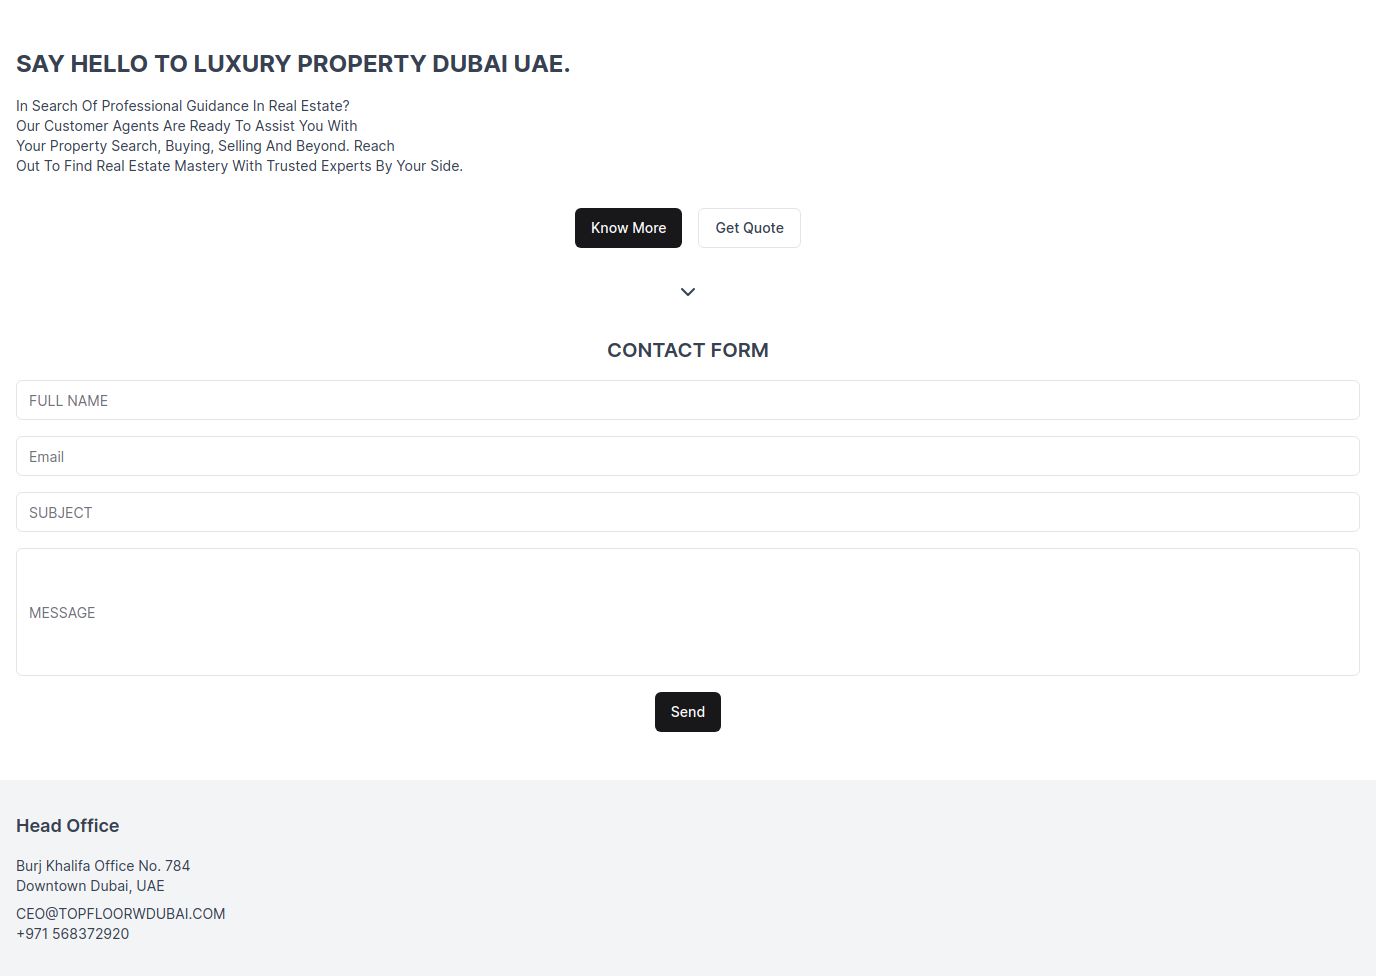 SAY HELLO TO LUXURY PROPERTY DUBAI UAE.
In Search Of Professional Guidance In Real Estate?
Our Customer Agents Are Ready To Assist You With
Your Property Search, Buying, Selling And Beyond. Reach
Out To Find Real Estate Mastery With Trusted Experts By Your Side.
Know More
Get Quote
CONTACT FORM
FULL NAME
Email
SUBJECT
MESSAGE
Send
Head Office
Burj Khalifa Office No. 784
Downtown Dubai, UAE
CEO@TOPFLOORWDUBAI.COM
+971 568372920